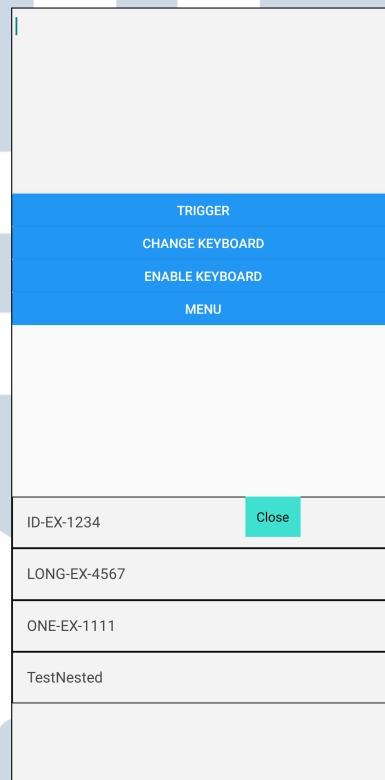 TRIGGER
CHANGE KEYBOARD
ENABLE KEYBOARD
MENU
ID-EX-1234
Close
LONG-EX-4567
ONE-EX-1111
TestNested